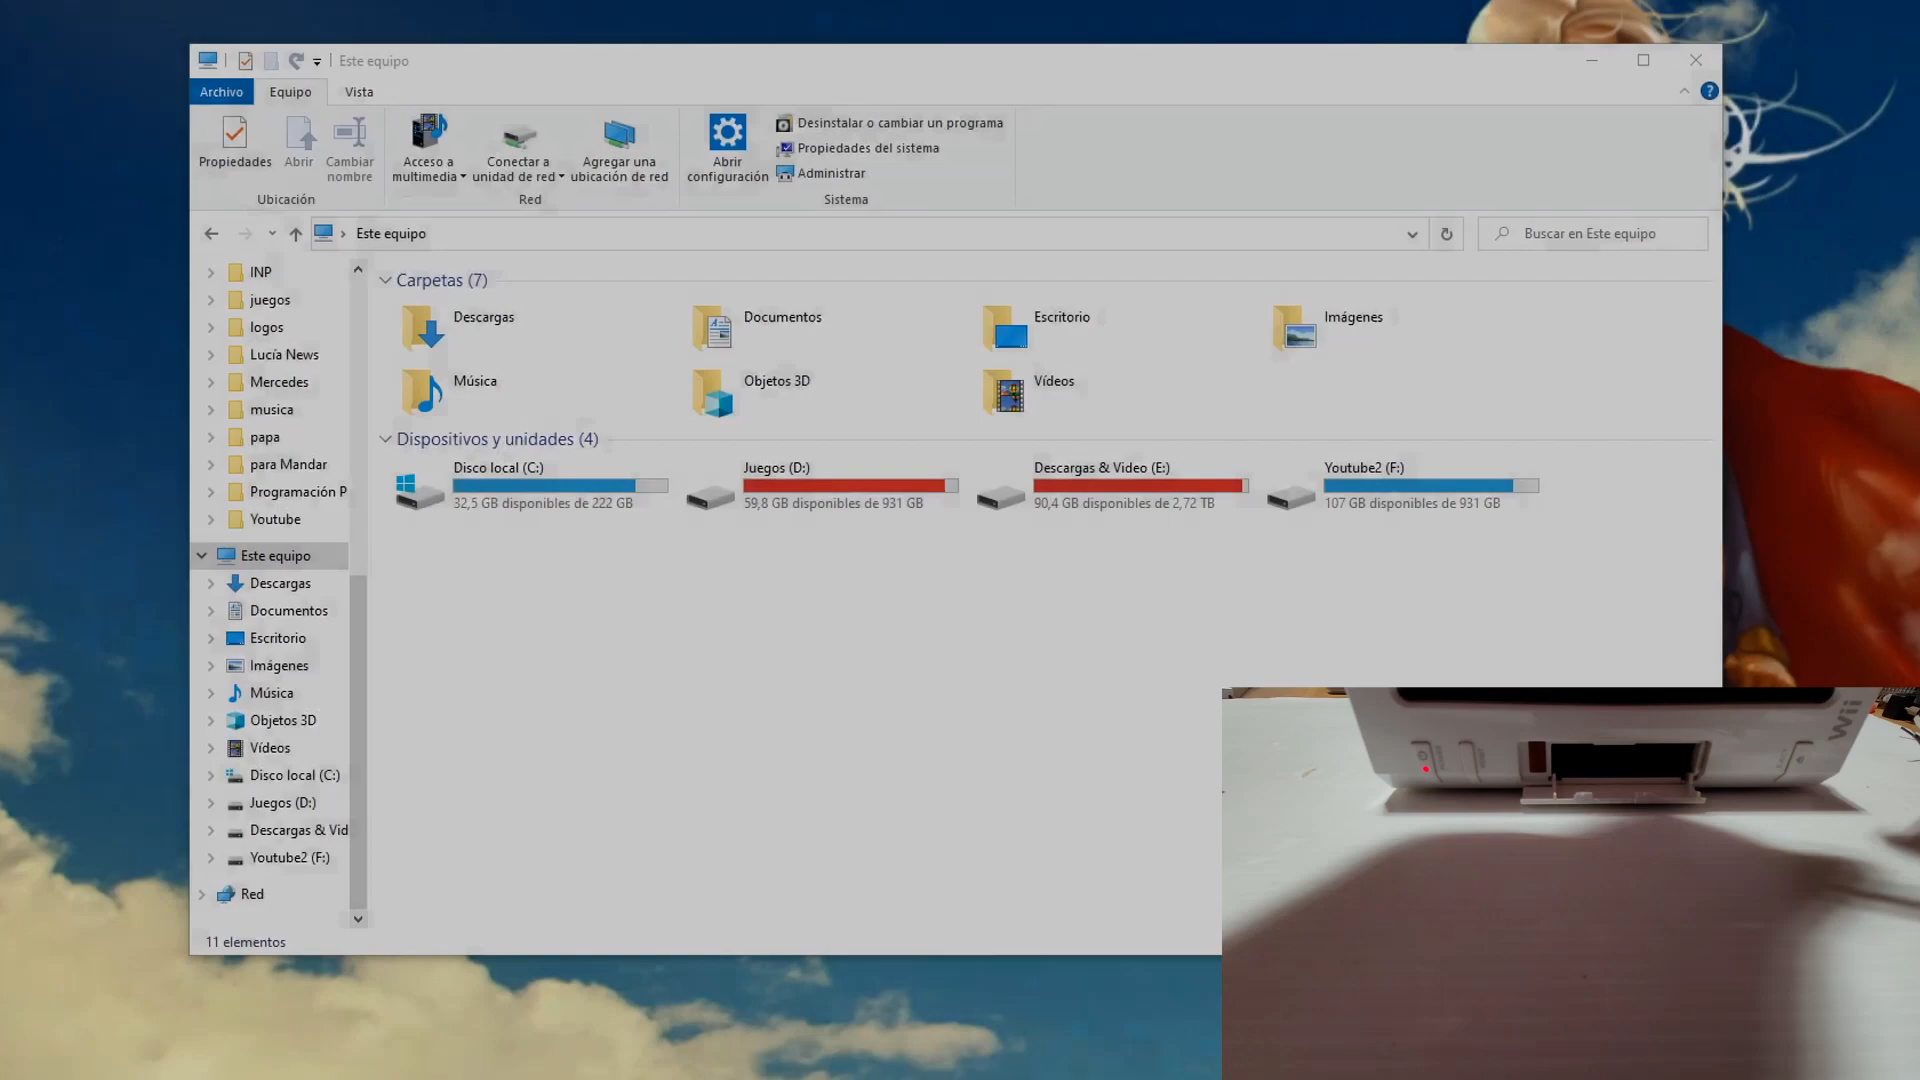 Este equipo
Archivo
Equipo
Vista
Propiedades
Abrir
Cambiar
nombre
Ubicación
Acceso a
multimedia
Conectar a
unidad de red
Agregar una
ubicación de red
Red
Abrir
configuración
Desinstalar o cambiar un programa
Propiedades del sistema
Administrar
Sistema
Este equipo
Buscar en Este equipo
INP
juegos
logos
Lucía News
Mercedes
musica
papa
para Mandar
Programación P
Youtube
Este equipo
Descargas
Documentos
Escritorio
Imágenes
Música
Objetos 3D
Vídeos
Disco local (C:)
Juegos (D:)
Descargas & Vid
Youtube2 (F:)
Red
Carpetas (7)
Descargas
Documentos
Escritorio
Imágenes
Música
Objetos 3D
Vídeos
Dispositivos y unidades (4)
Disco local (C:)
32,5 GB disponibles de 222 GB
Juegos (D:)
59,8 GB disponibles de 931 GB
Descargas & Video (E:)
90,4 GB disponibles de 2,72 TB
Youtube2 (F:)
107 GB disponibles de 931 GB
11 elementos
Wii